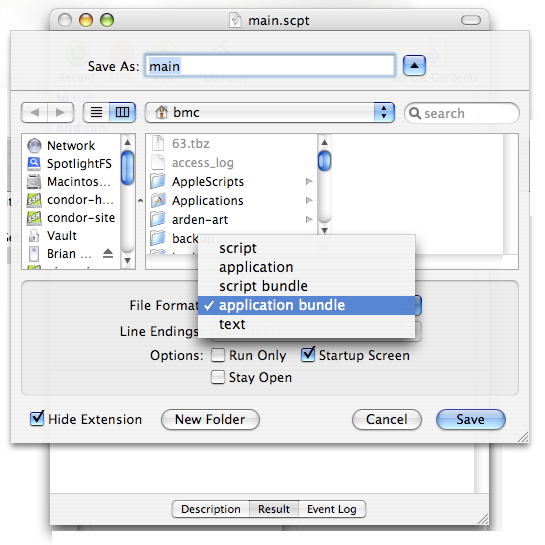 main.scpt
Save As: main
bmc
search
Network
SpotlightFS
Macintos...
condor-h...
condor-site
Vault
Brian ...
63.tbz
access_log
AppleScripts
Applications
arden-art
backup
script
application
script bundle
✓ application bundle
text
File Format
Line Endings:
Options: Run Only Startup Screen
Stay Open
Hide Extension New Folder Cancel Save
Description Result Event Log